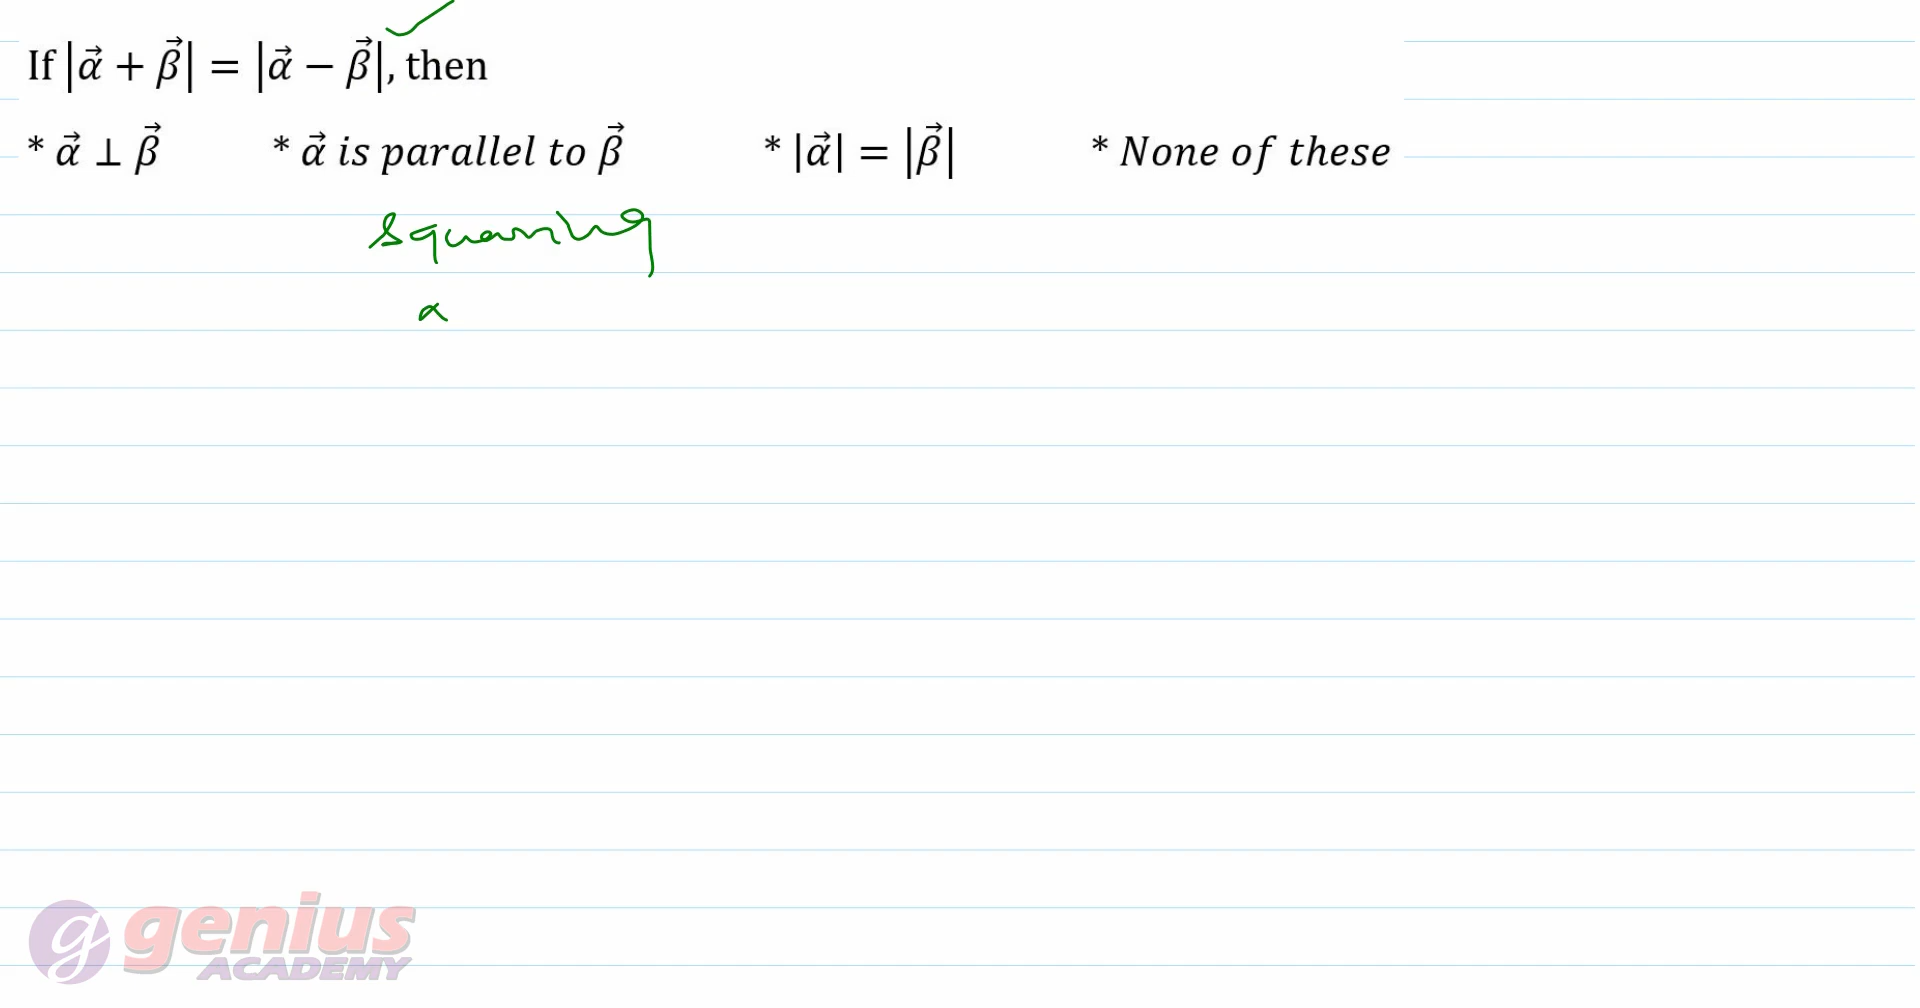 If |α⃗ + β⃗| = |α⃗ − β⃗|, then
* α⃗ ⊥ β⃗ * α⃗ is parallel to β⃗ * |α⃗| = |β⃗| * None of these
squaring
α
g genius
ACADEMY